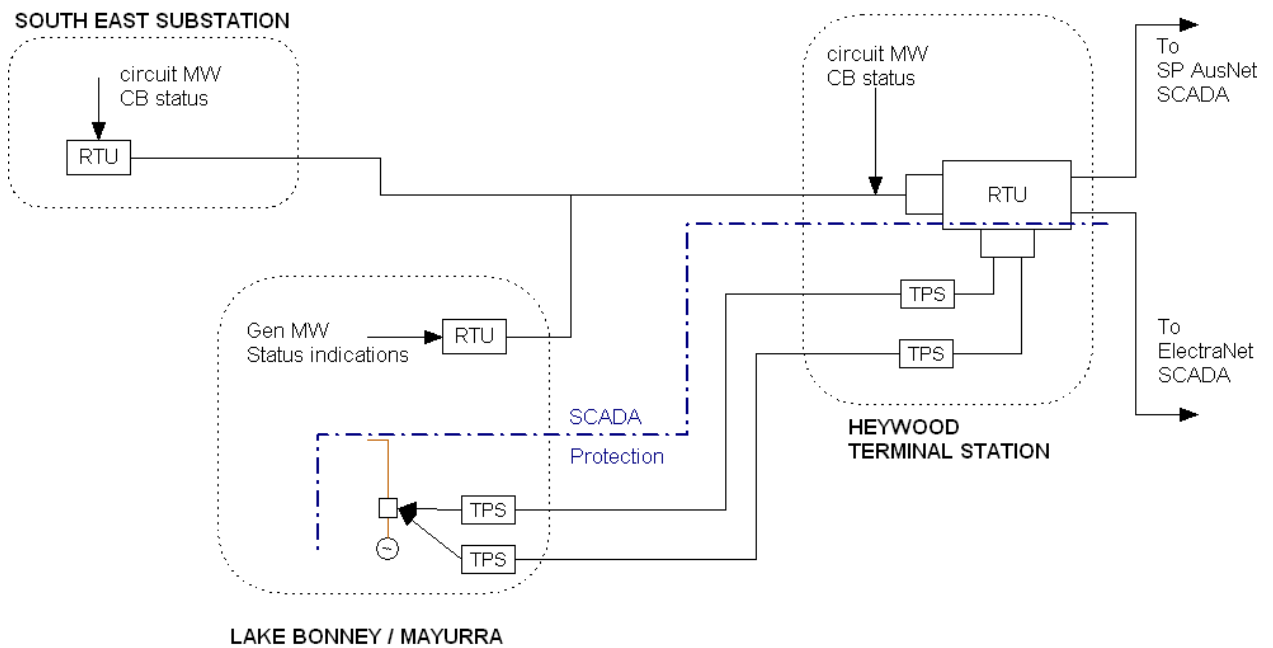 SOUTH EAST SUBSTATION
circuit MW
CB status
RTU
circuit MW
CB status
RTU
To
SP AusNet
SCADA
TPS
TPS
To
ElectraNet
SCADA
HEYWOOD
TERMINAL STATION
Gen MW
Status indications
RTU
SCADA
Protection
TPS
TPS
~
LAKE BONNEY / MAYURRA